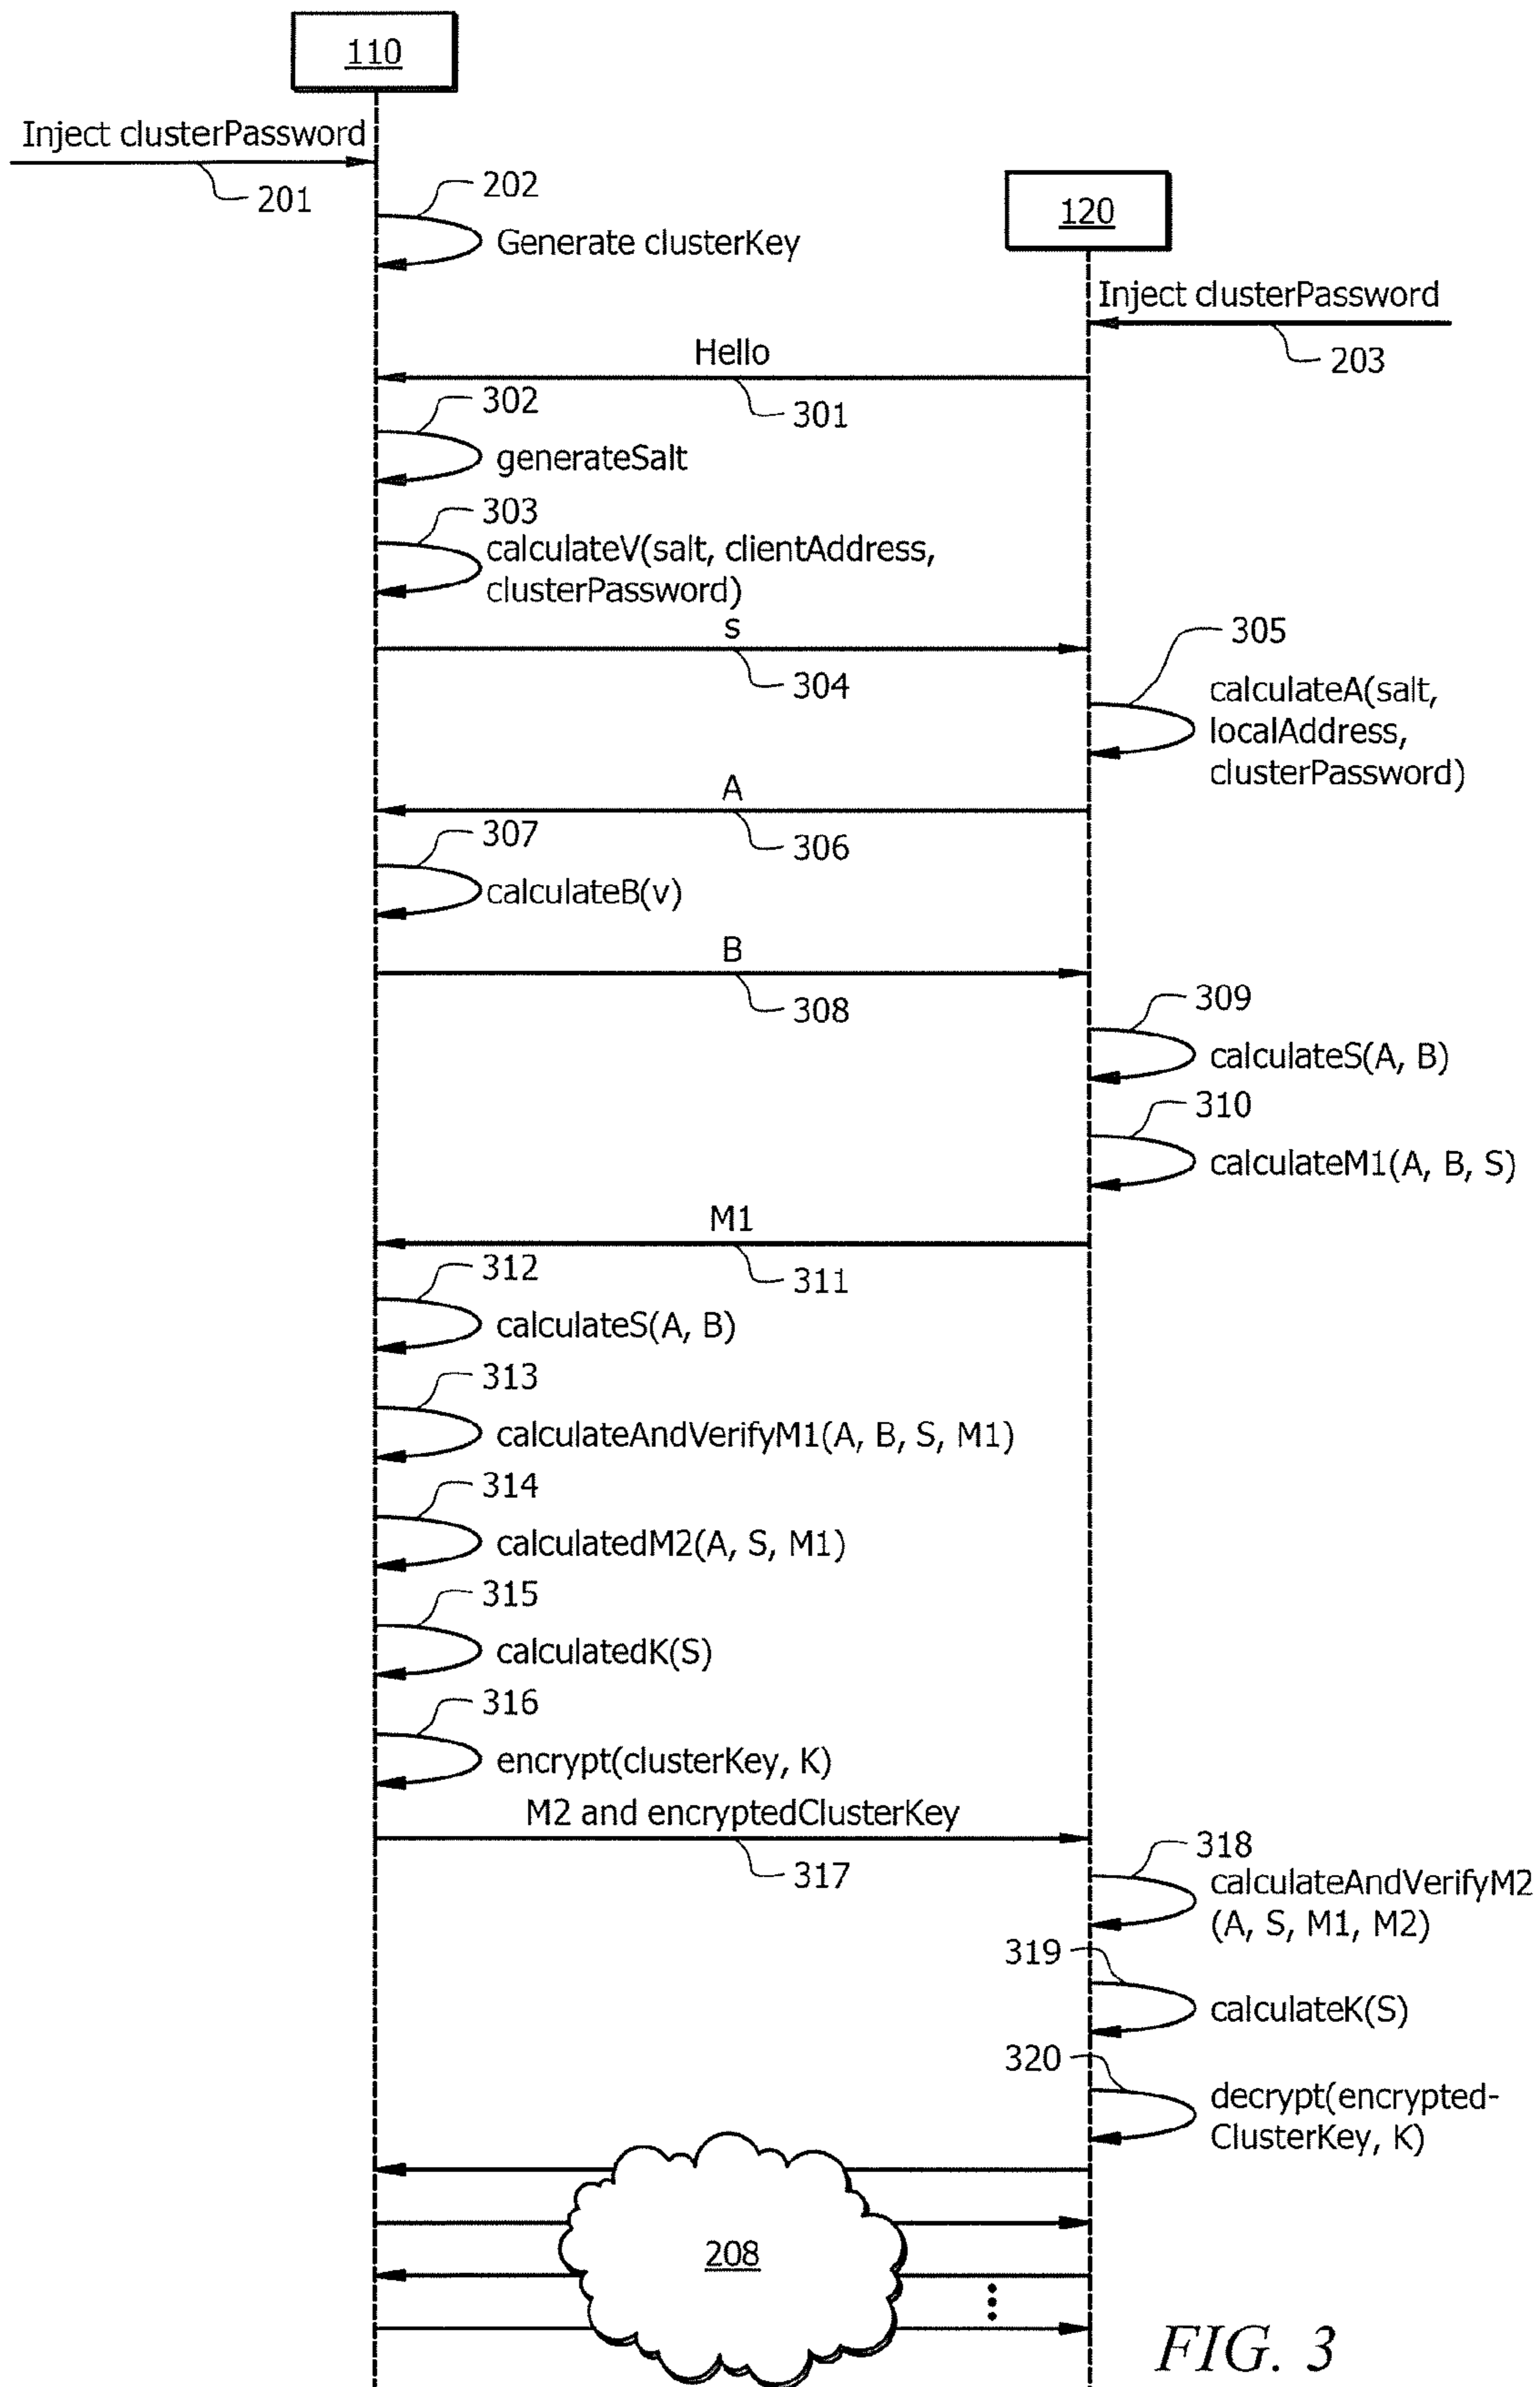 110
Inject clusterPassword
201
202
Generate clusterKey
120
Inject clusterPassword
203
Hello
301
302
generateSalt
303
calculateV(salt, clientAddress,
clusterPassword)
s
304
305
calculateA(salt,
localAddress,
clusterPassword)
A
306
307
calculateB(v)
B
308
309
calculateS(A, B)
310
calculateM1(A, B, S)
M1
311
312
calculateS(A, B)
313
calculateAndVerifyM1(A, B, S, M1)
314
calculatedM2(A, S, M1)
315
calculatedK(S)
316
encrypt(clusterKey, K)
M2 and encryptedClusterKey
317
318
calculateAndVerifyM2
(A, S, M1, M2)
319
calculateK(S)
320
decrypt(encrypted-
ClusterKey, K)
208
FIG. 3